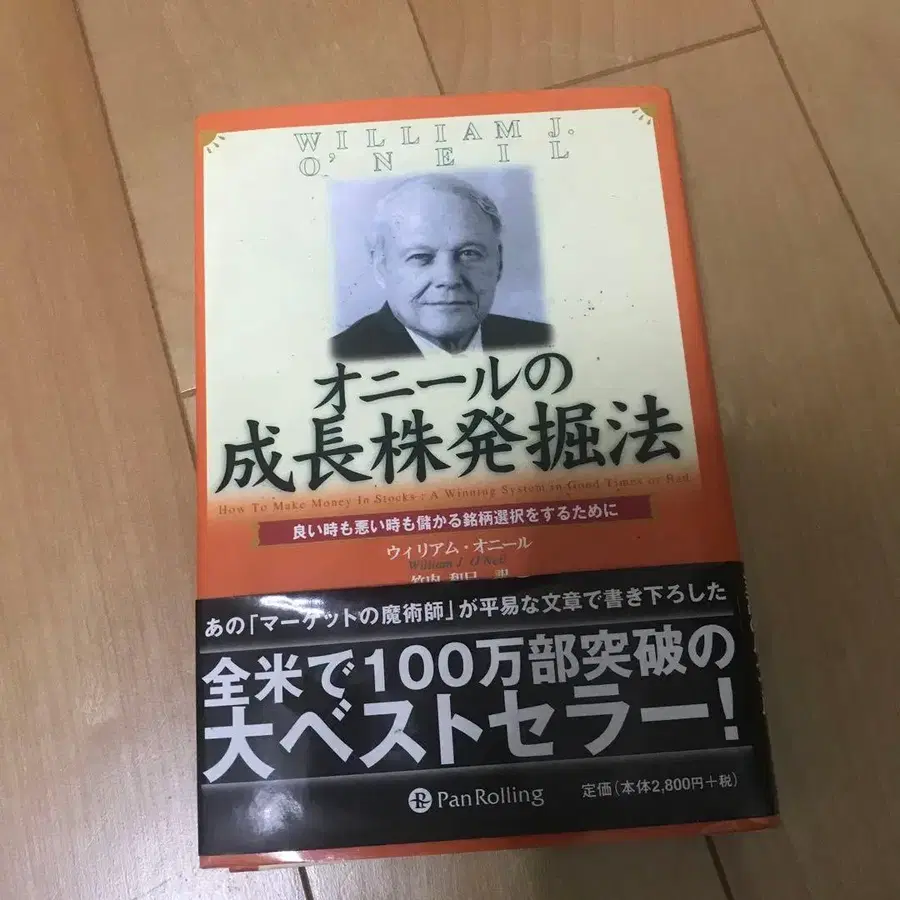 WILLIAM J.
O'NEIL
オニールの
成長株発掘法
How To Make Money In Stocks : A Winning System in Good Times or Bad
良い時も悪い時も儲かる銘柄選択をするために
ウィリアム・オニール
William J. O'Neil
あの「マーケットの魔術師」が平易な文章で書き下ろした
全米で100万部突破の
大ベストセラー!
PanRolling
定価(本体2,800円+税)